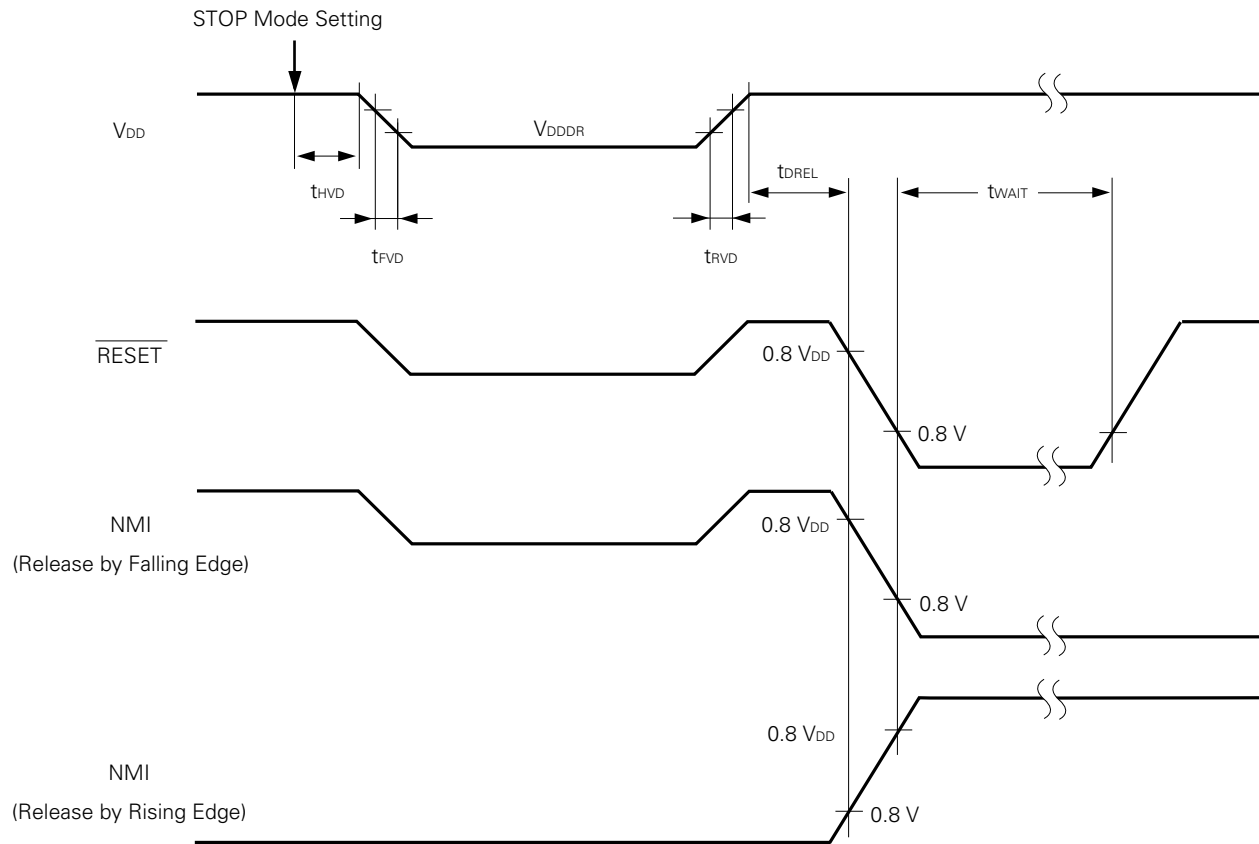 STOP Mode Setting
VDD
VDDDR
tHVD
tFVD
tRVD
tDREL
tWAIT
RESET
0.8 VDD
0.8 V
NMI
(Release by Falling Edge)
0.8 VDD
0.8 V
NMI
(Release by Rising Edge)
0.8 VDD
0.8 V